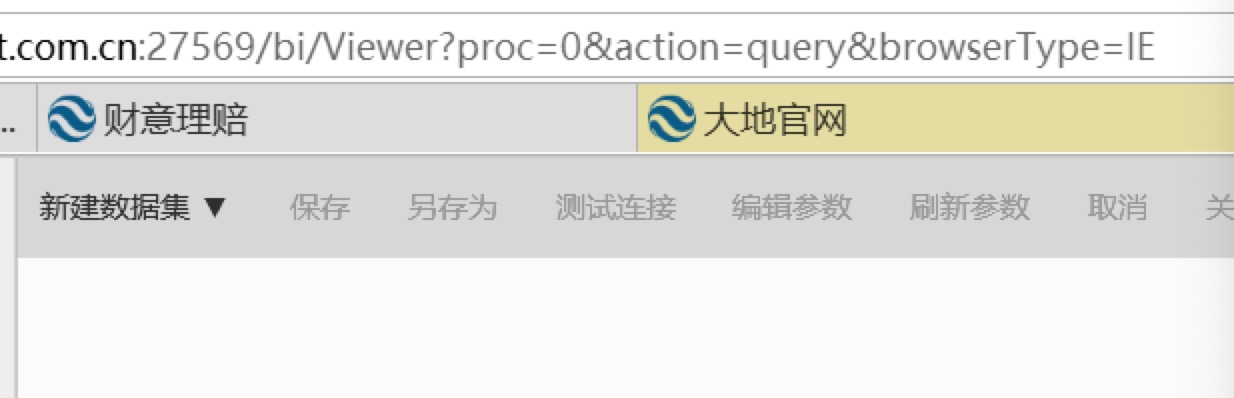 t.com.cn:27569/bi/Viewer?proc=0&action=query&browserType=IE
.. 财意理赔 大地官网
新建数据集 ▼ 保存 另存为 测试连接 编辑参数 刷新参数 取消 关